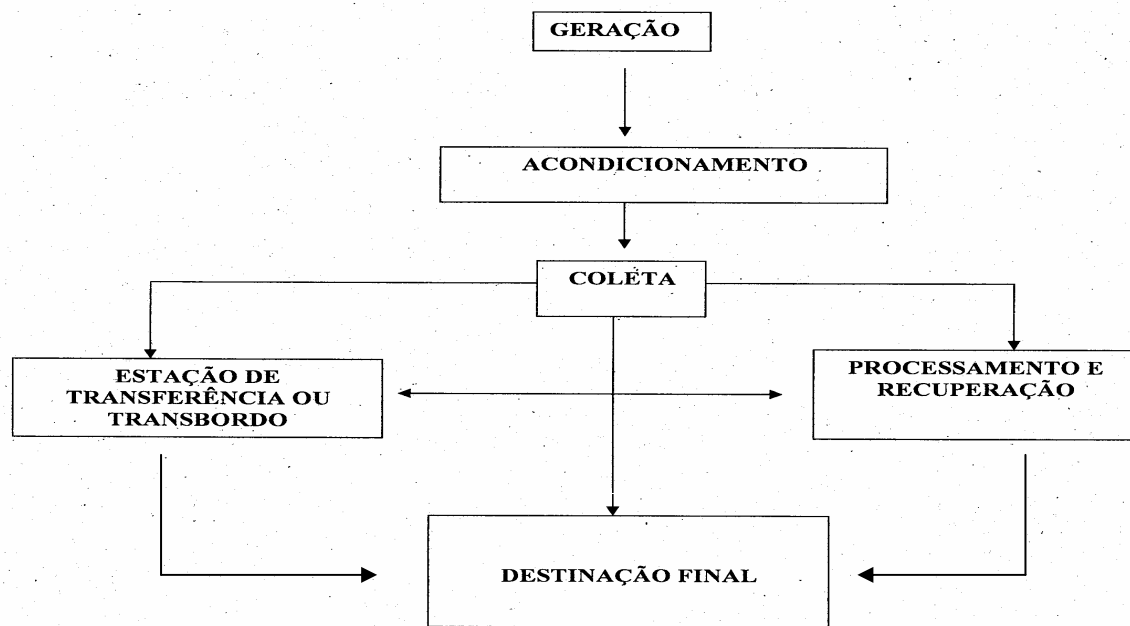 GERAÇÃO
ACONDICIONAMENTO
COLETA
ESTAÇÃO DE
TRANSFERÊNCIA OU
TRANSBORDO
PROCESSAMENTO E
RECUPERAÇÃO
DESTINAÇÃO FINAL